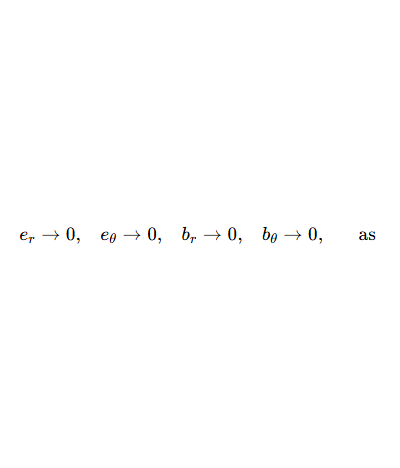 e_r → 0, e_θ → 0, b_r → 0, b_θ → 0, as